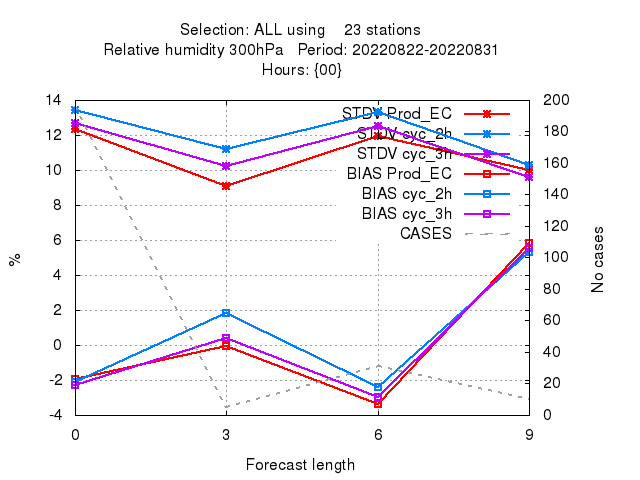 Selection: ALL using 23 stations
Relative humidity 300hPa Period: 20220822-20220831
Hours: {00}
STDV Prod_EC
STDV cyc_2h
STDV cyc_3h
BIAS Prod_EC
BIAS cyc_2h
BIAS cyc_3h
CASES
14
12
10
8
6
4
2
0
-2
-4
%
200
180
160
140
120
100
80
60
40
20
0
No cases
0 3 6 9
Forecast length